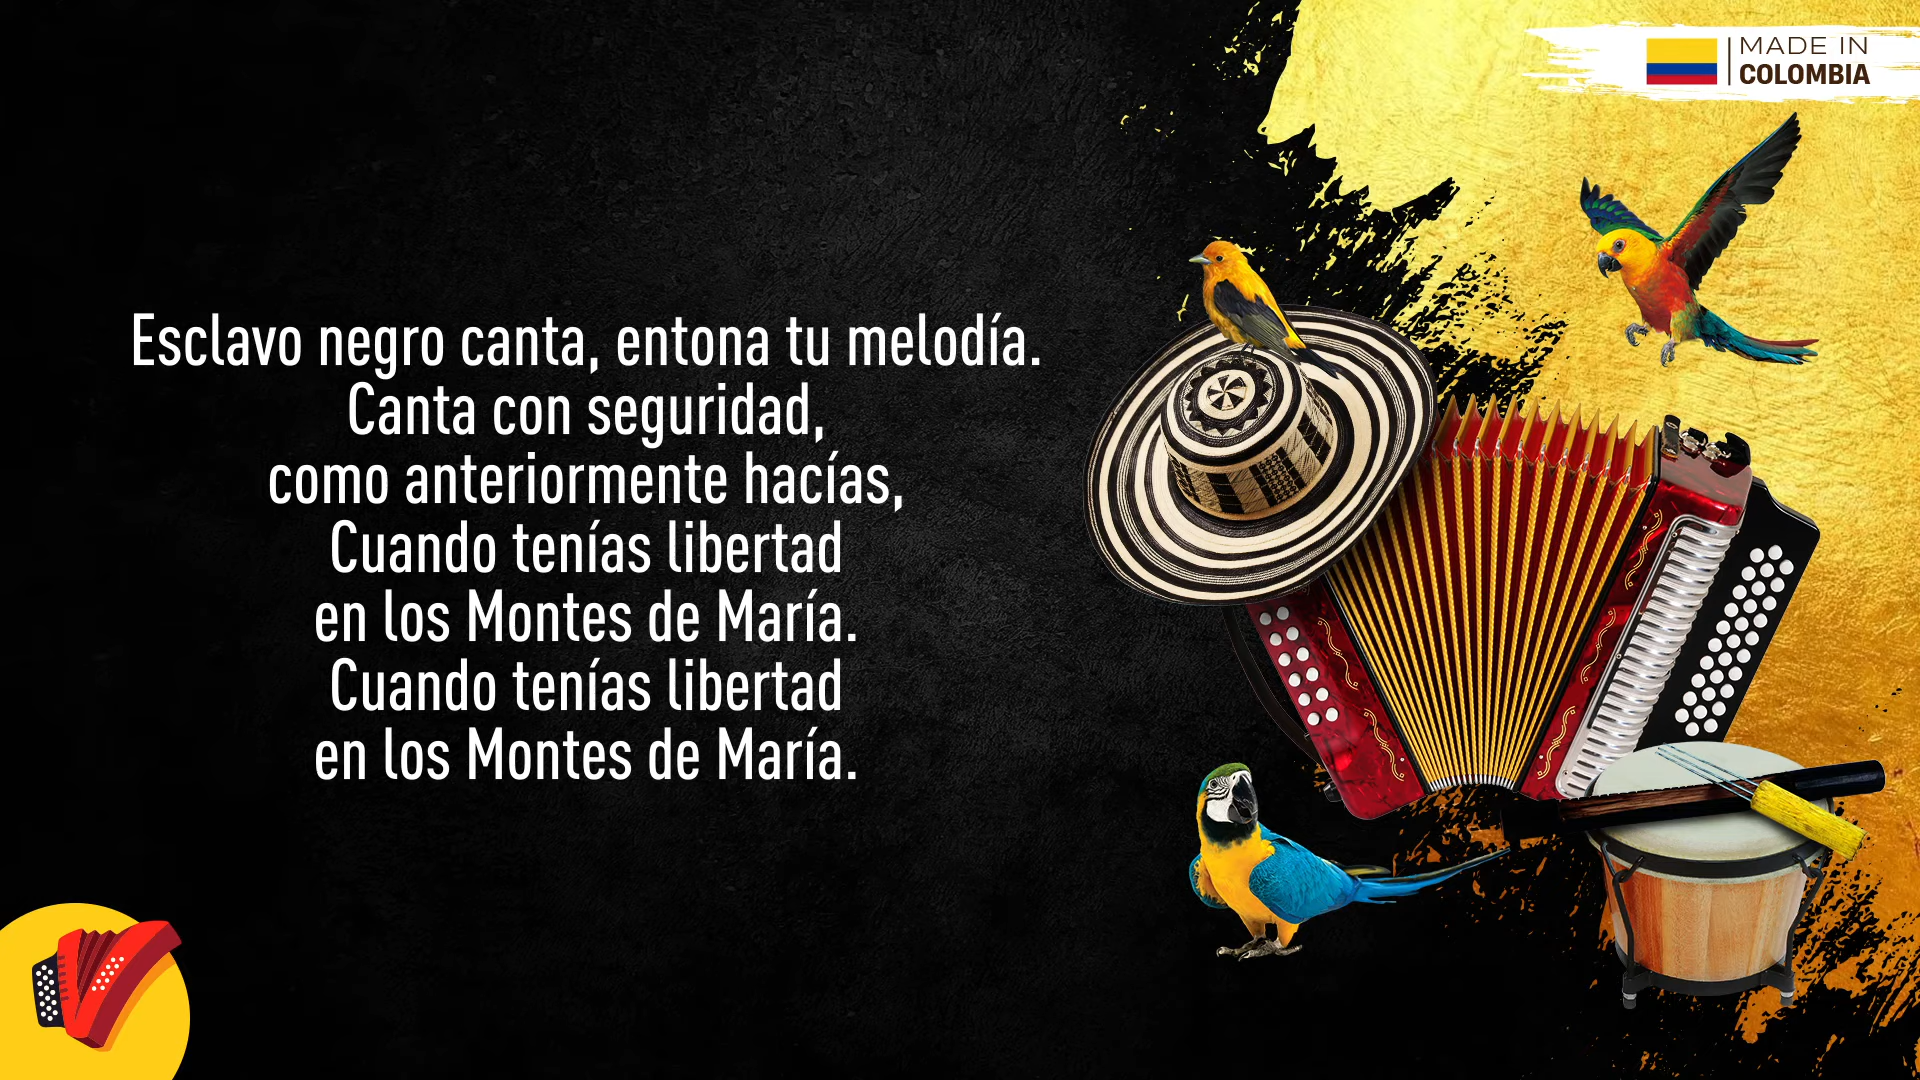 MADE IN
COLOMBIA
Esclavo negro canta, entona tu melodía.
Canta con seguridad,
como anteriormente hacías,
Cuando tenías libertad
en los Montes de María.
Cuando tenías libertad
en los Montes de María.